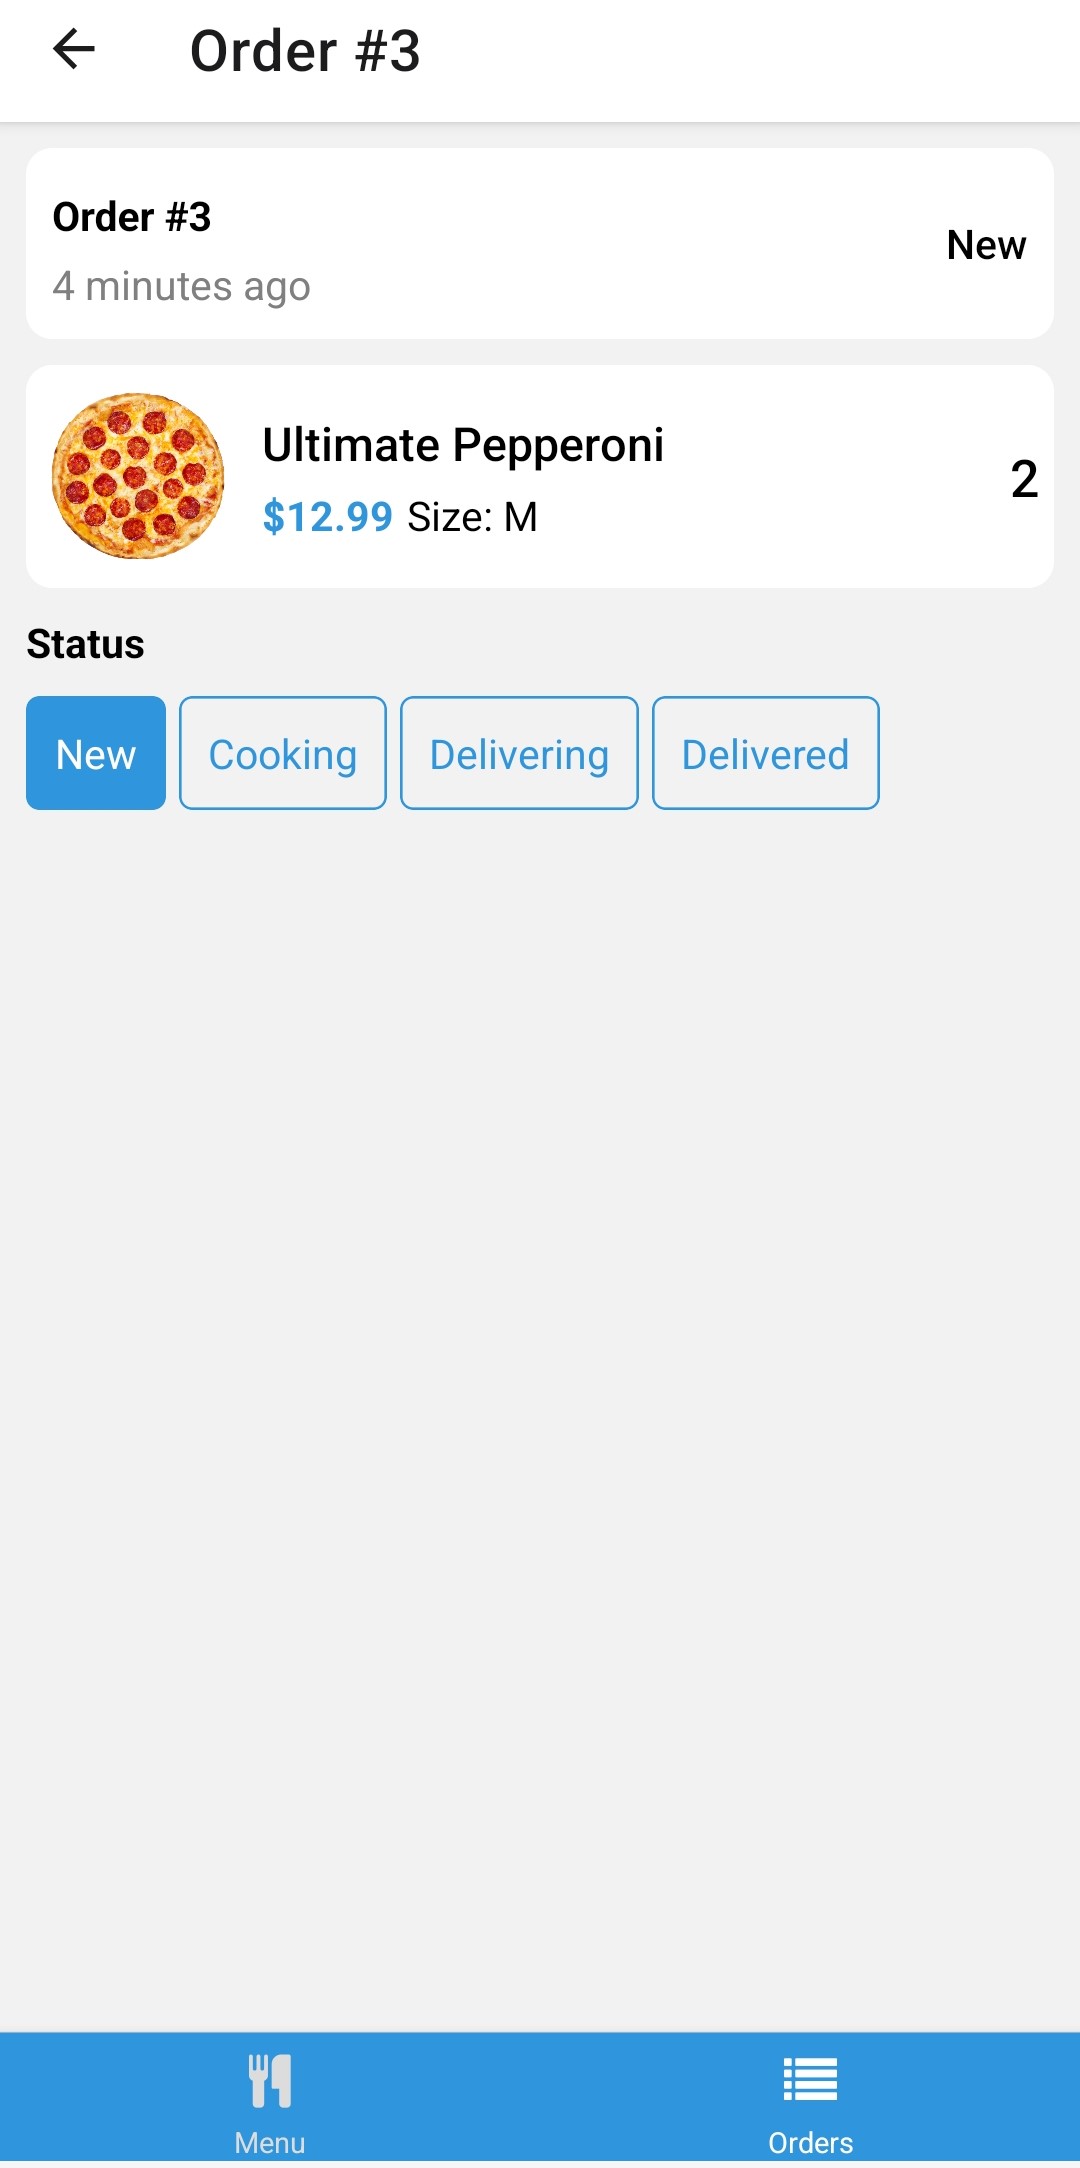 Order #3
Order #3
New
4 minutes ago
Ultimate Pepperoni
$12.99 Size: M
2
Status
New Cooking Delivering Delivered
Menu Orders